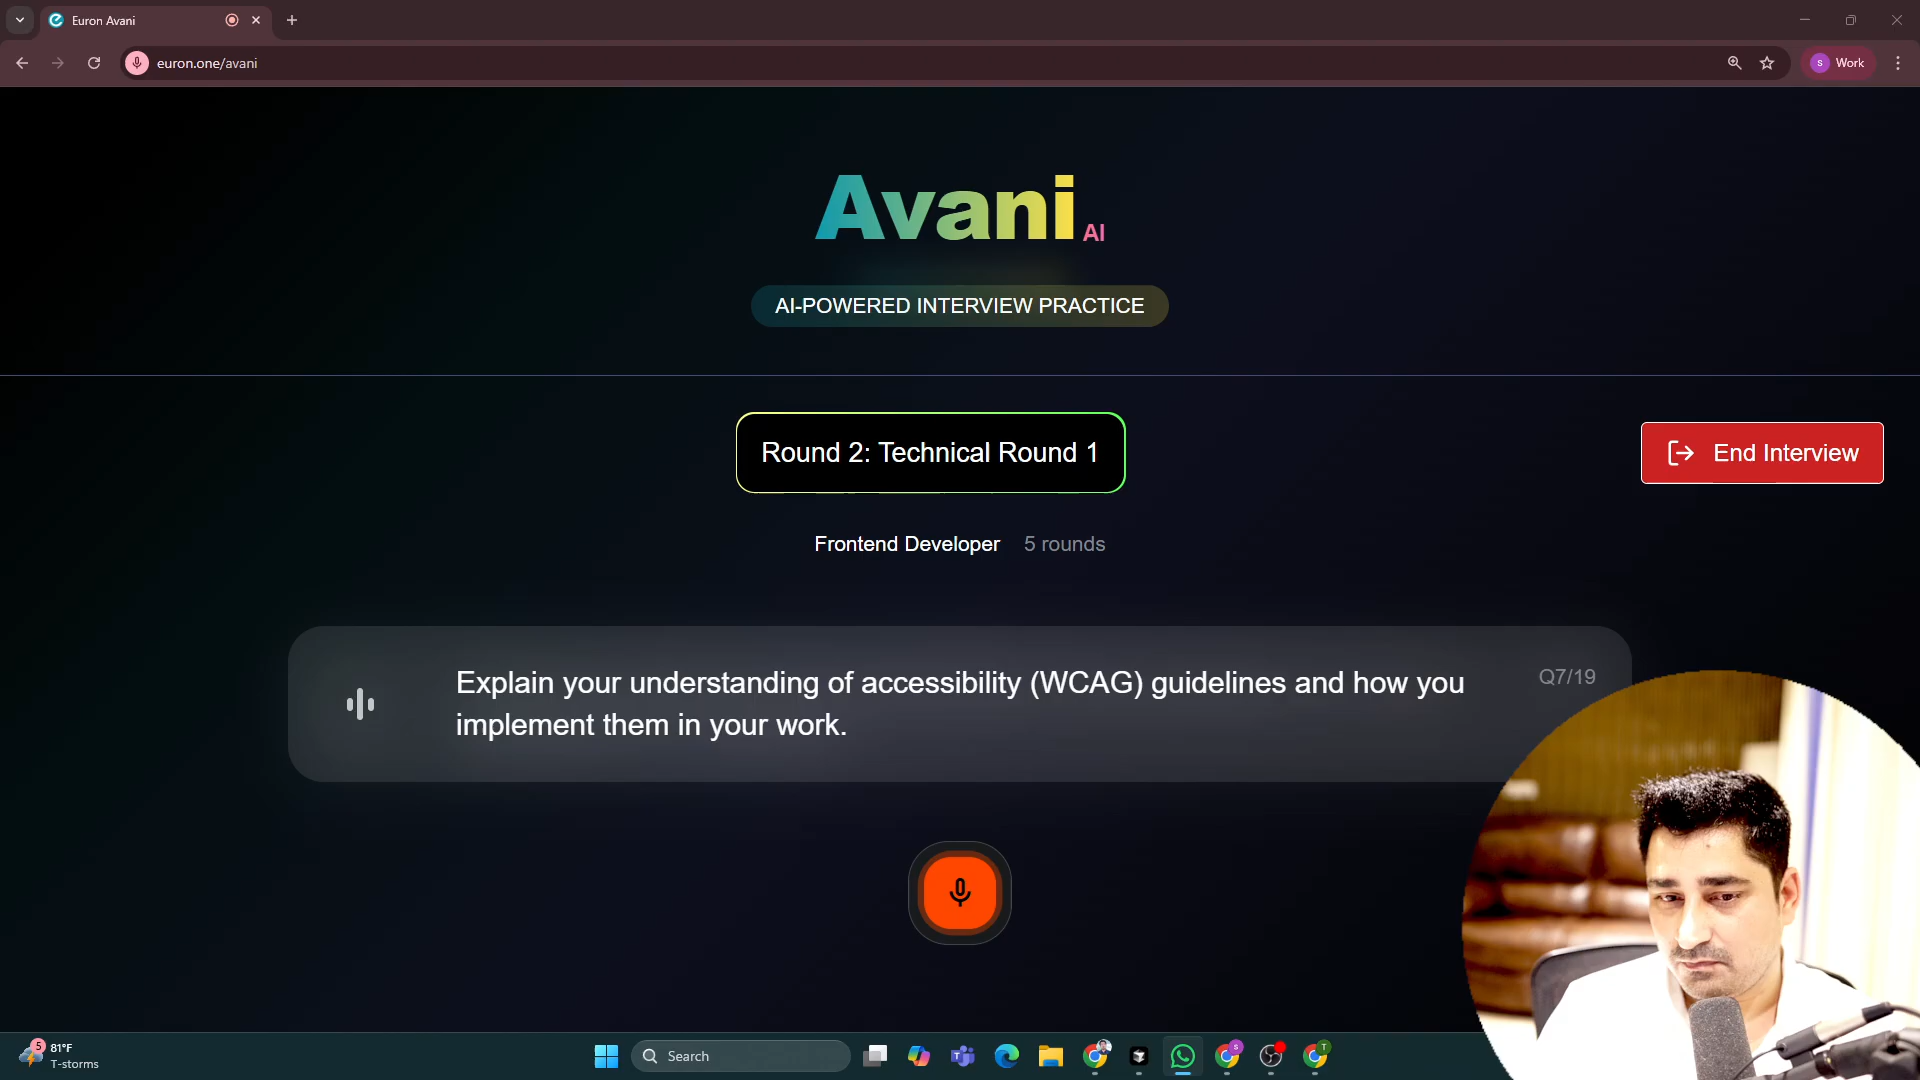 Euron Avani
euron.one/avani
S Work
Avani AI
AI-POWERED INTERVIEW PRACTICE
Round 2: Technical Round 1
End Interview
Frontend Developer 5 rounds
Explain your understanding of accessibility (WCAG) guidelines and how you
implement them in your work.
Q7/19
5
81°F
T-storms
Search
S
T